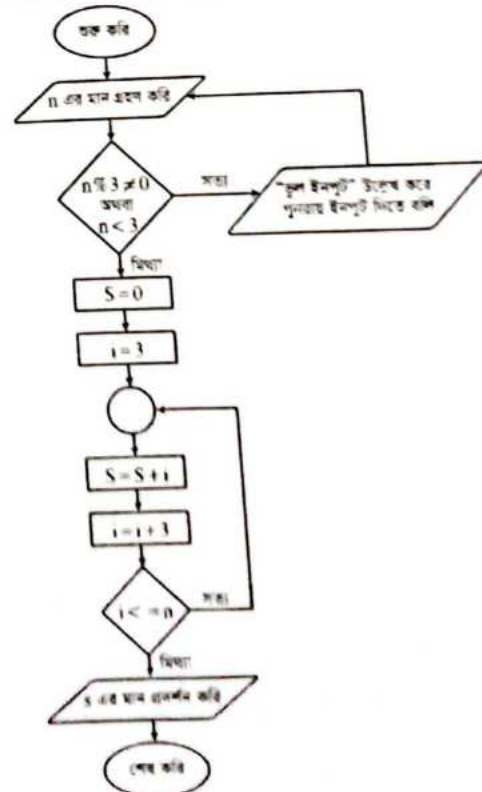 শুরু করি
n এর মান গ্রহণ করি
n % 3 ≠ 0
অথবা
n < 3
সত্য
"ভুল ইনপুট" উল্লেখ করে
পুনরায় ইনপুট দিতে বলি
মিথ্যা
S = 0
i = 3
S = S + i
i = i + 3
i < = n
সত্য
মিথ্যা
s এর মান প্রদর্শন করি
শেষ করি